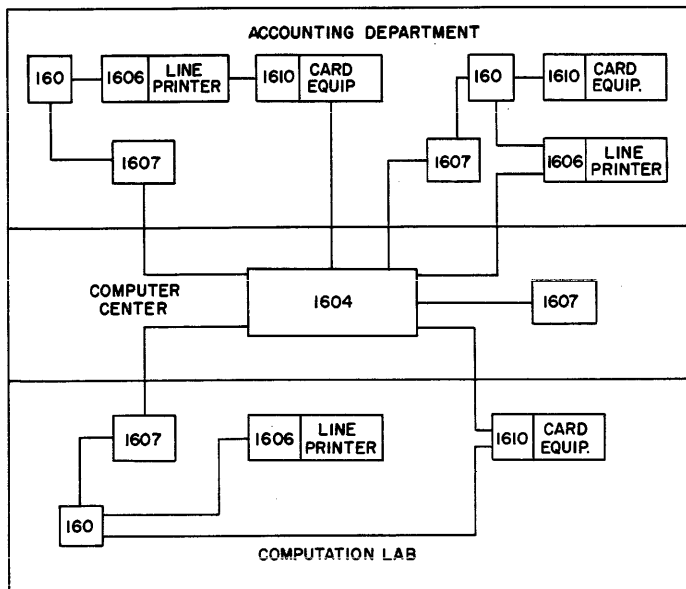 ACCOUNTING DEPARTMENT
160
1606
LINE
PRINTER
1610
CARD
EQUIP
160
1610
CARD
EQUIP.
1607
1607
1606
LINE
PRINTER
COMPUTER
CENTER
1604
1607
1607
1606
LINE
PRINTER
1610
CARD
EQUIP.
160
COMPUTATION LAB